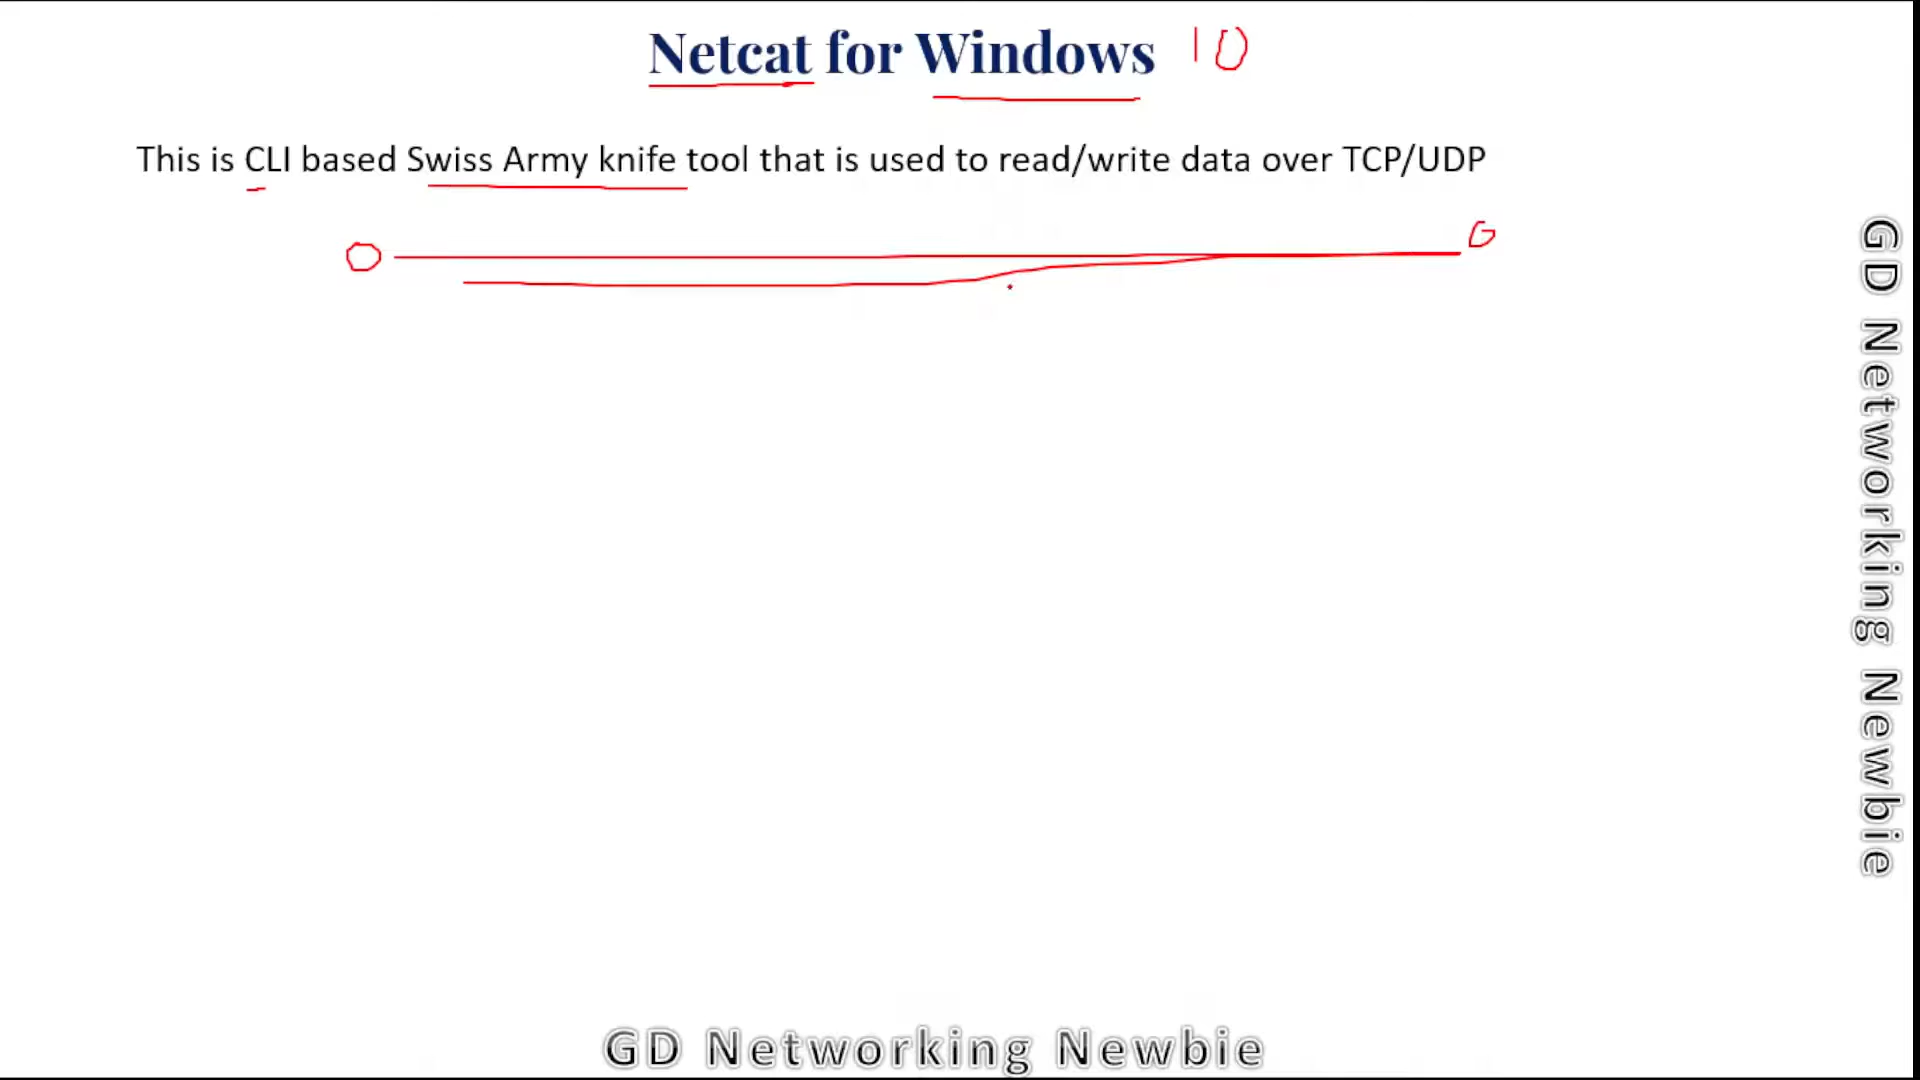 Netcat for Windows 10
This is CLI based Swiss Army knife tool that is used to read/write data over TCP/UDP
GD Networking Newbie
GD Networking Newbie